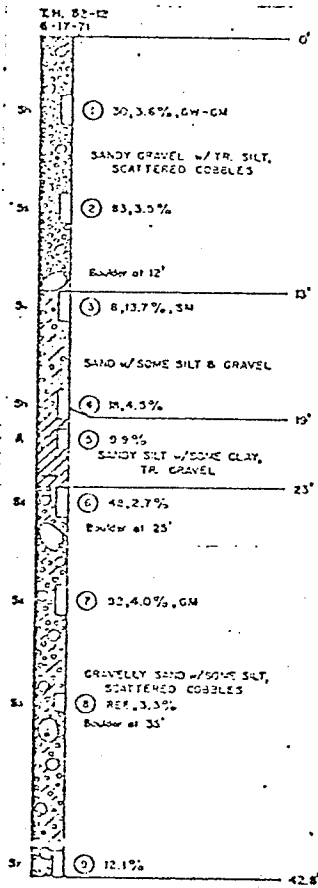 T.H. 82-12
6-17-71
0'
① 30, 3.6%, GW-GM
SANDY GRAVEL w/ TR. SILT,
SCATTERED COBBLES
② 83, 3.5%
Boulder at 12'
13'
③ 8, 13.7%, SM
SAND w/SOME SILT & GRAVEL
④ 4.5%
19'
⑤ 9.9%
SANDY SILT w/SOME CLAY,
TR. GRAVEL
23'
⑥ 48, 2.7%
Boulder at 25'
⑦ 4.0%, GM
GRAVELLY SAND w/SOME SILT,
SCATTERED COBBLES
⑧ REF., 3.3%
Boulder at 35'
⑨ 12.1%
42.8'